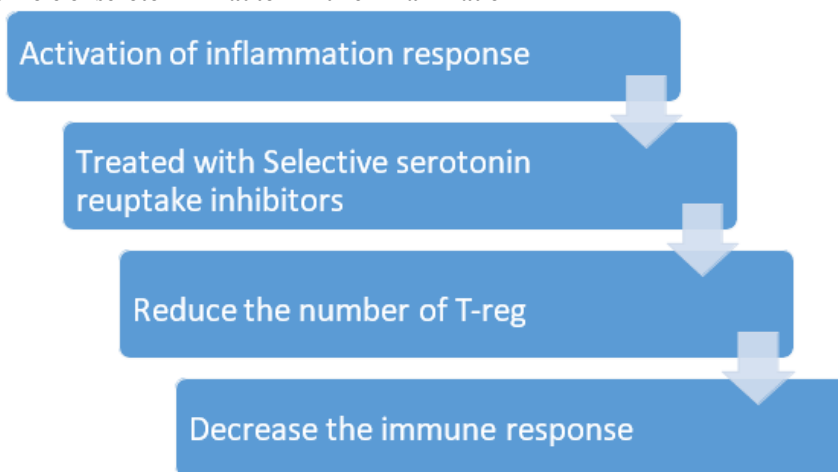 Activation of inflammation response
Treated with Selective serotonin
reuptake inhibitors
Reduce the number of T-reg
Decrease the immune response